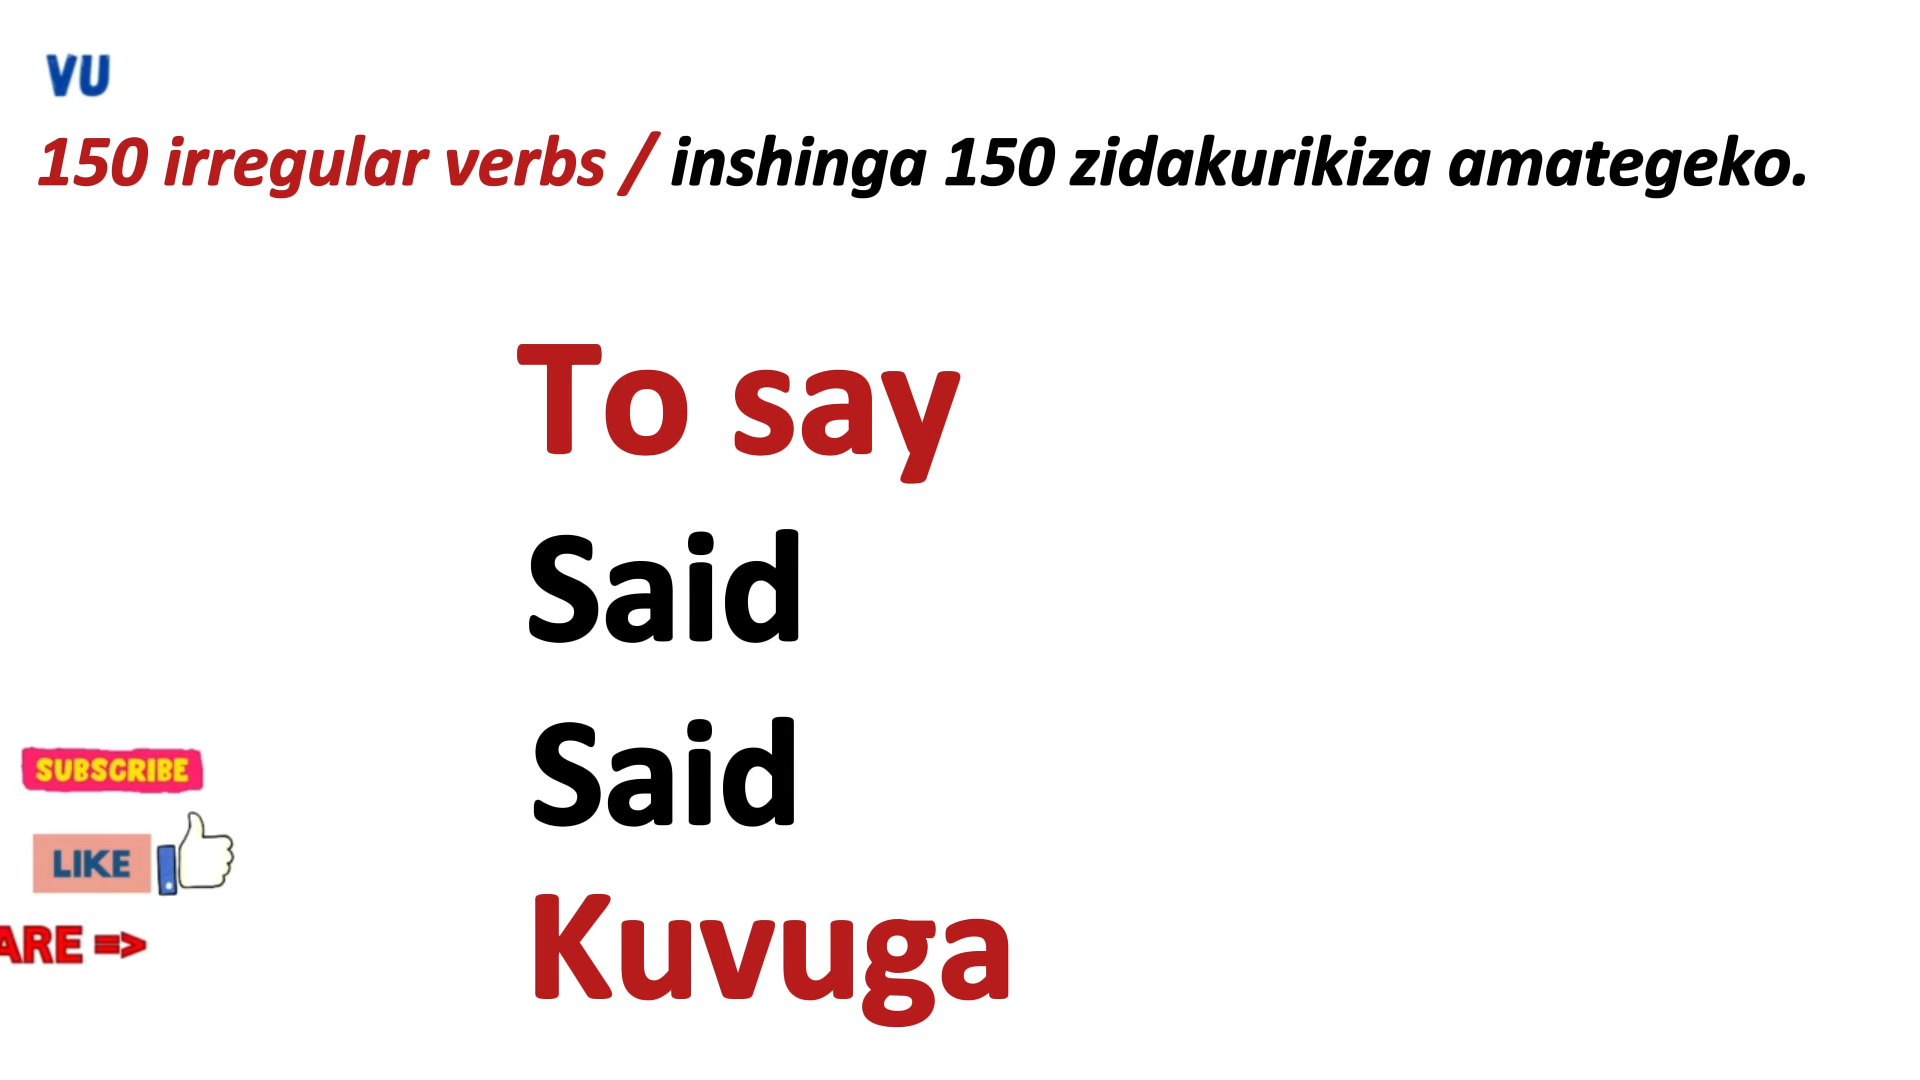 VU
150 irregular verbs / inshinga 150 zidakurikiza amategeko.
To say
Said
Said
SUBSCRIBE
LIKE
ARE =>
Kuvuga